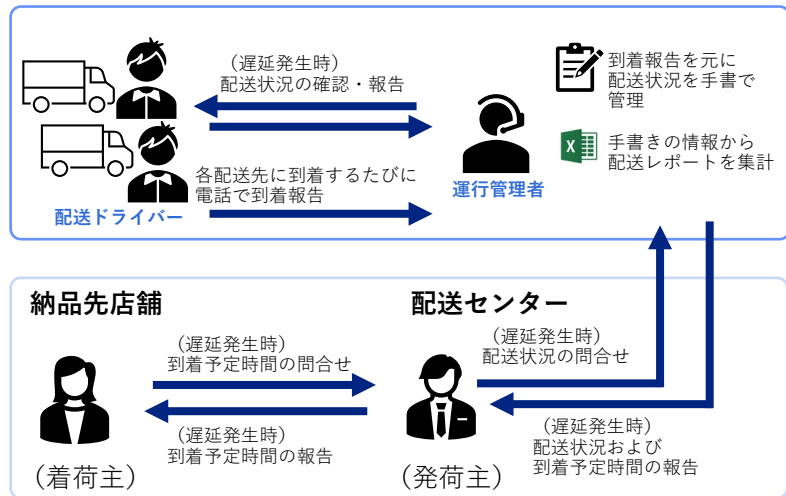 （遅延発生時）
配送状況の確認・報告
到着報告を元に
配送状況を手書で
管理
X
手書きの情報から
配送レポートを集計
各配送先に到着するたびに
電話で到着報告
配送ドライバー
運行管理者
納品先店舗
配送センター
（遅延発生時）
到着予定時間の問合せ
（遅延発生時）
配送状況の問合せ
（遅延発生時）
到着予定時間の報告
（遅延発生時）
配送状況および
到着予定時間の報告
（着荷主）
（発荷主）